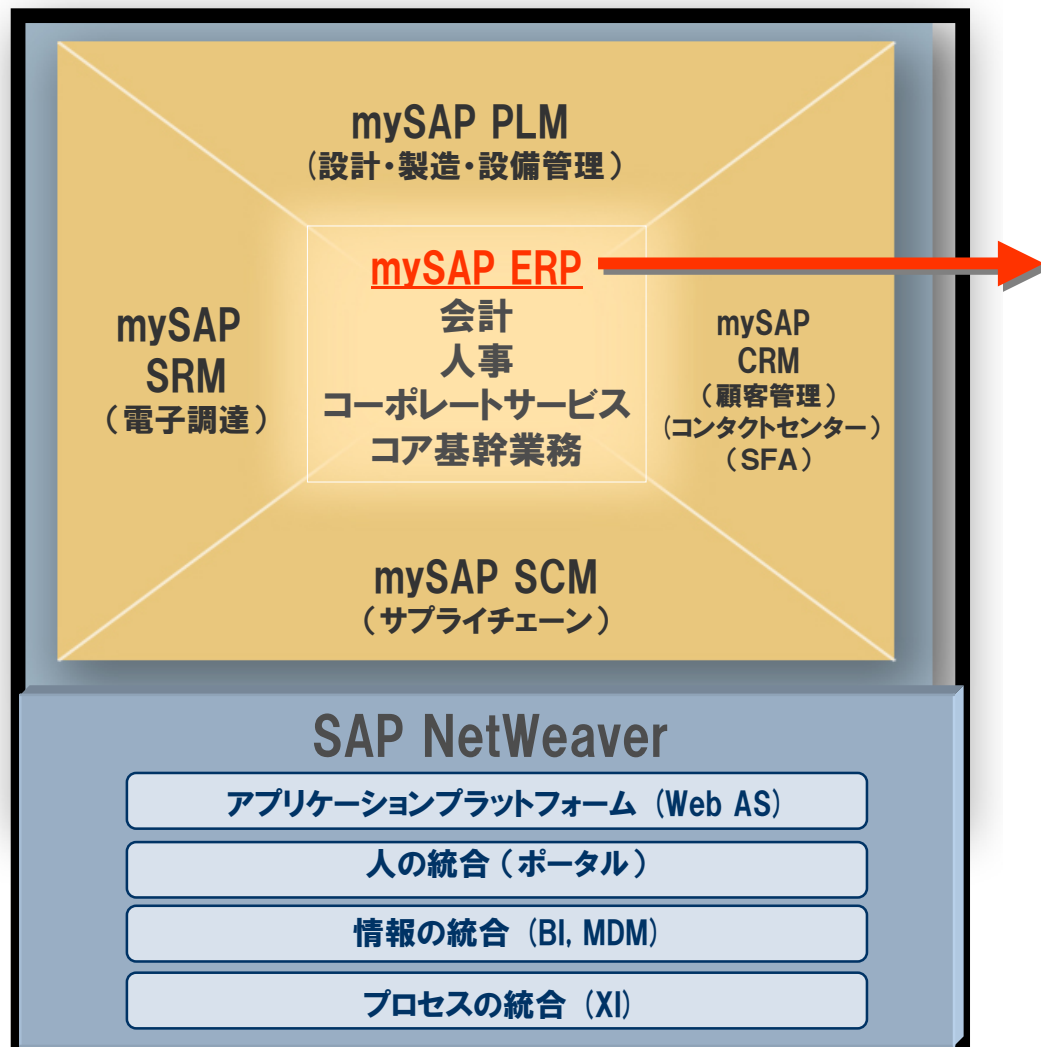 mySAP PLM
(設計・製造・設備管理)
mySAP ERP
会計
人事
コーポレートサービス
コア基幹業務
mySAP
SRM
(電子調達)
mySAP
CRM
(顧客管理)
(コンタクトセンター)
(SFA)
mySAP SCM
(サプライチェーン)
SAP NetWeaver
アプリケーションプラットフォーム (Web AS)
人の統合 (ポータル)
情報の統合 (BI, MDM)
プロセスの統合 (XI)